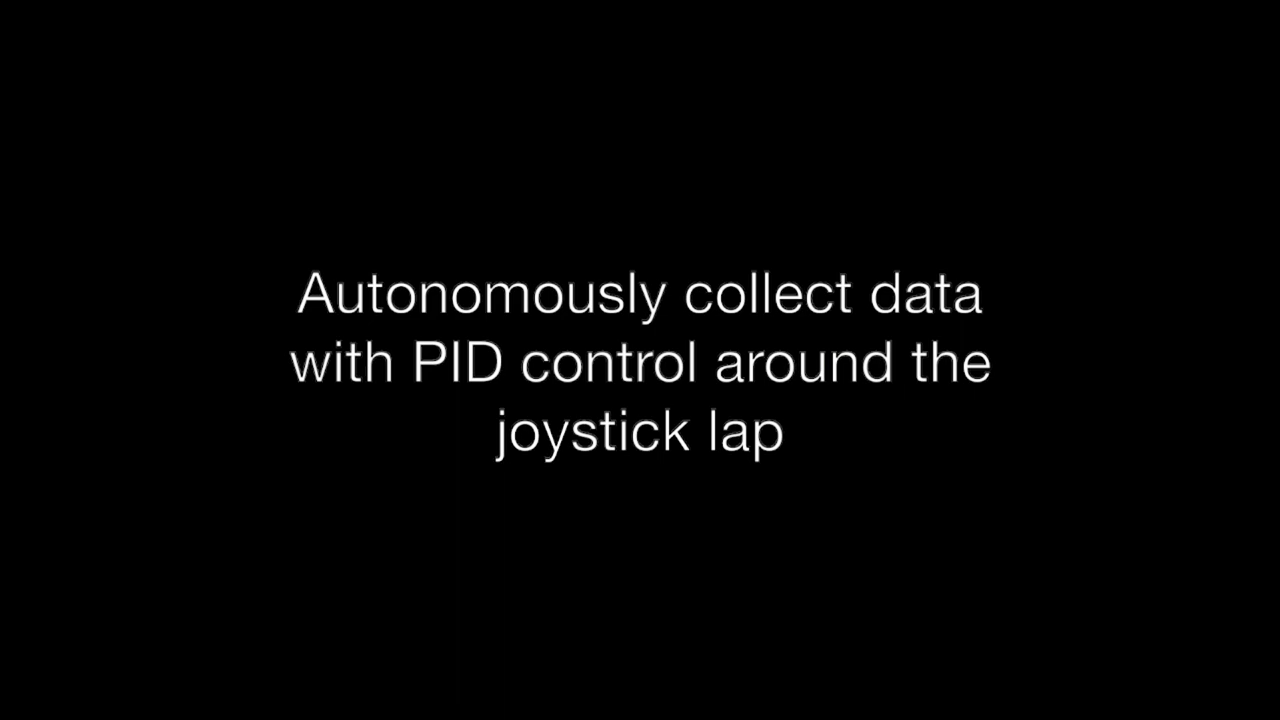 Autonomously collect data
with PID control around the
joystick lap